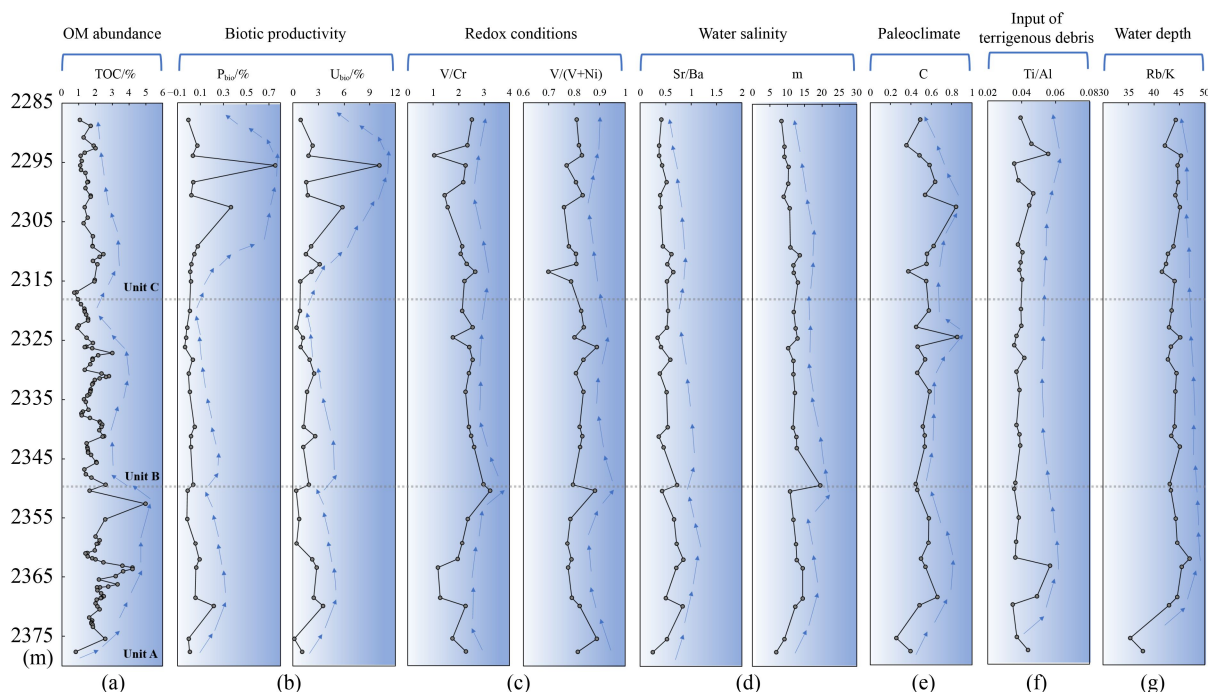 OM abundance
Biotic productivity
Redox conditions
Water salinity
Paleoclimate
Input of
terrigenous debris
Water depth
TOC/%
Pbio/%
Ubio/%
V/Cr
V/(V+Ni)
Sr/Ba
m
C
Ti/Al
Rb/K
0 1 2 3 4 5 6
-0.1 0.1 0.4 0.7
0 3 6 9 12
0 1 2 3 4
0.6 0.7 0.8 0.9 1
0 0.5 1 1.5 2
0 10 20 30
0 0.2 0.4 0.6 0.8 1
0.02 0.04 0.06 0.08
30 35 40 45 50
2285
2295
2305
2315
2325
2335
2345
2355
2365
2375
(m)
Unit C
Unit B
Unit A
(a)
(b)
(c)
(d)
(e)
(f)
(g)